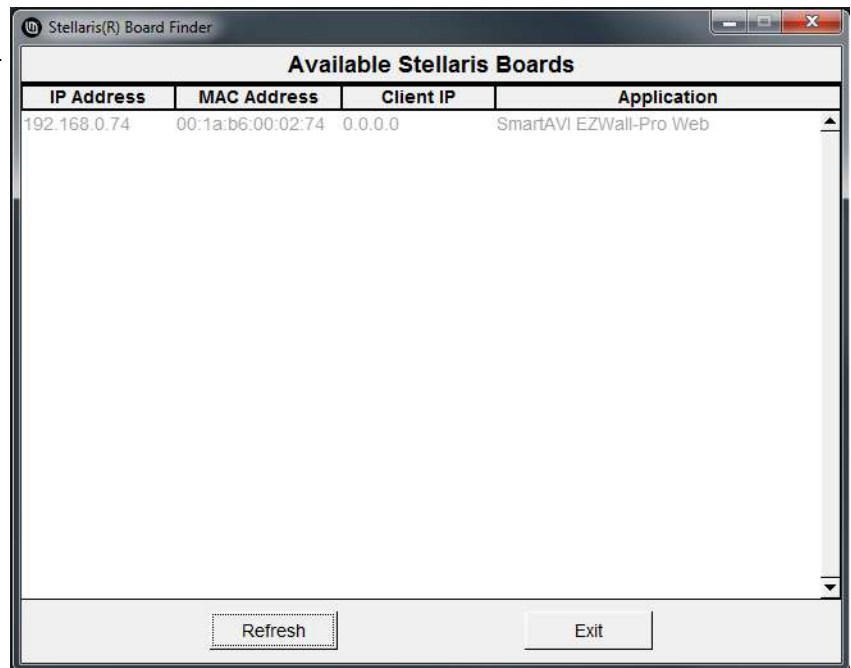 Stellaris(R) Board Finder
Available Stellaris Boards
IP Address MAC Address Client IP Application
192.168.0.74 00:1a:b6:00:02:74 0.0.0.0 SmartAVI EZWall-Pro Web
Refresh Exit